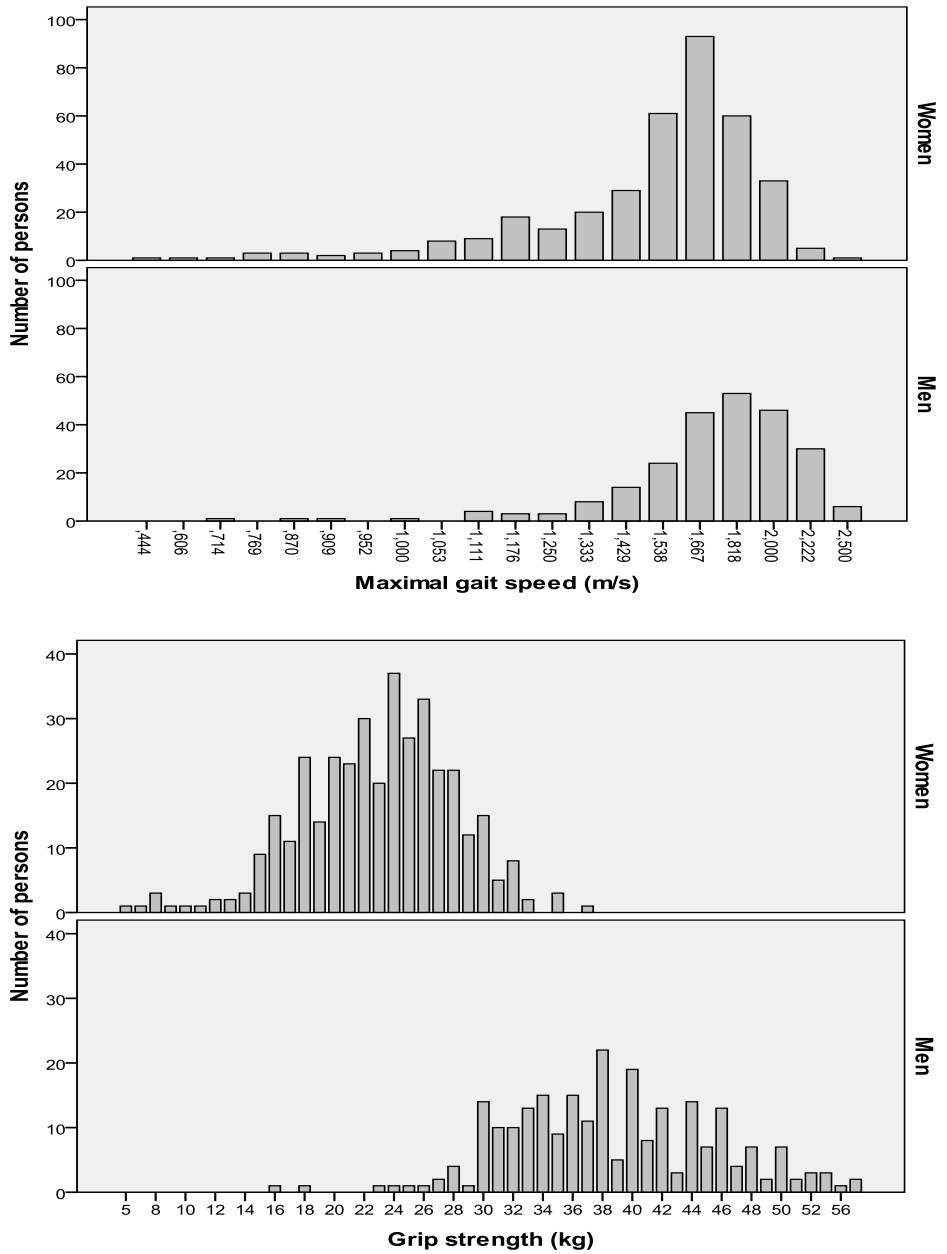 100
80
60
40
20
0
Women
100
80
60
40
20
0
Men
Number of persons
,444 ,606 ,714 ,769 ,870 ,909 ,952 1,000 1,053 1,111 1,176 1,250 1,333 1,429 1,538 1,667 1,818 2,000 2,222 2,500
Maximal gait speed (m/s)
40
30
20
10
0
Women
40
30
20
10
0
Men
Number of persons
5 8 10 12 14 16 18 20 22 24 26 28 30 32 34 36 38 40 42 44 46 48 50 52 56
Grip strength (kg)